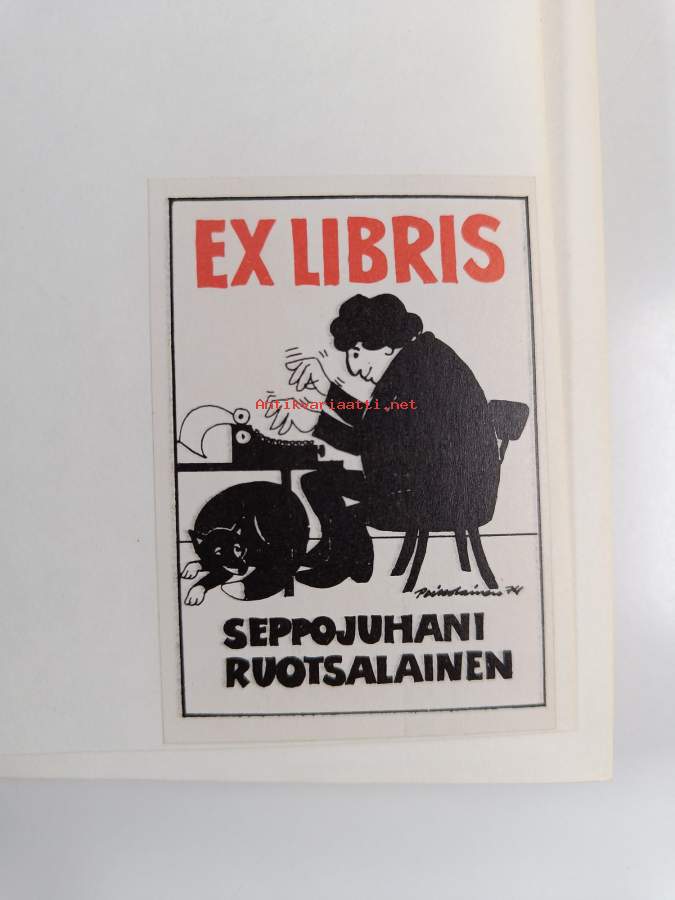 EX LIBRIS
Antikvariaatti.net
SEPPOJUHANI
RUOTSALAINEN